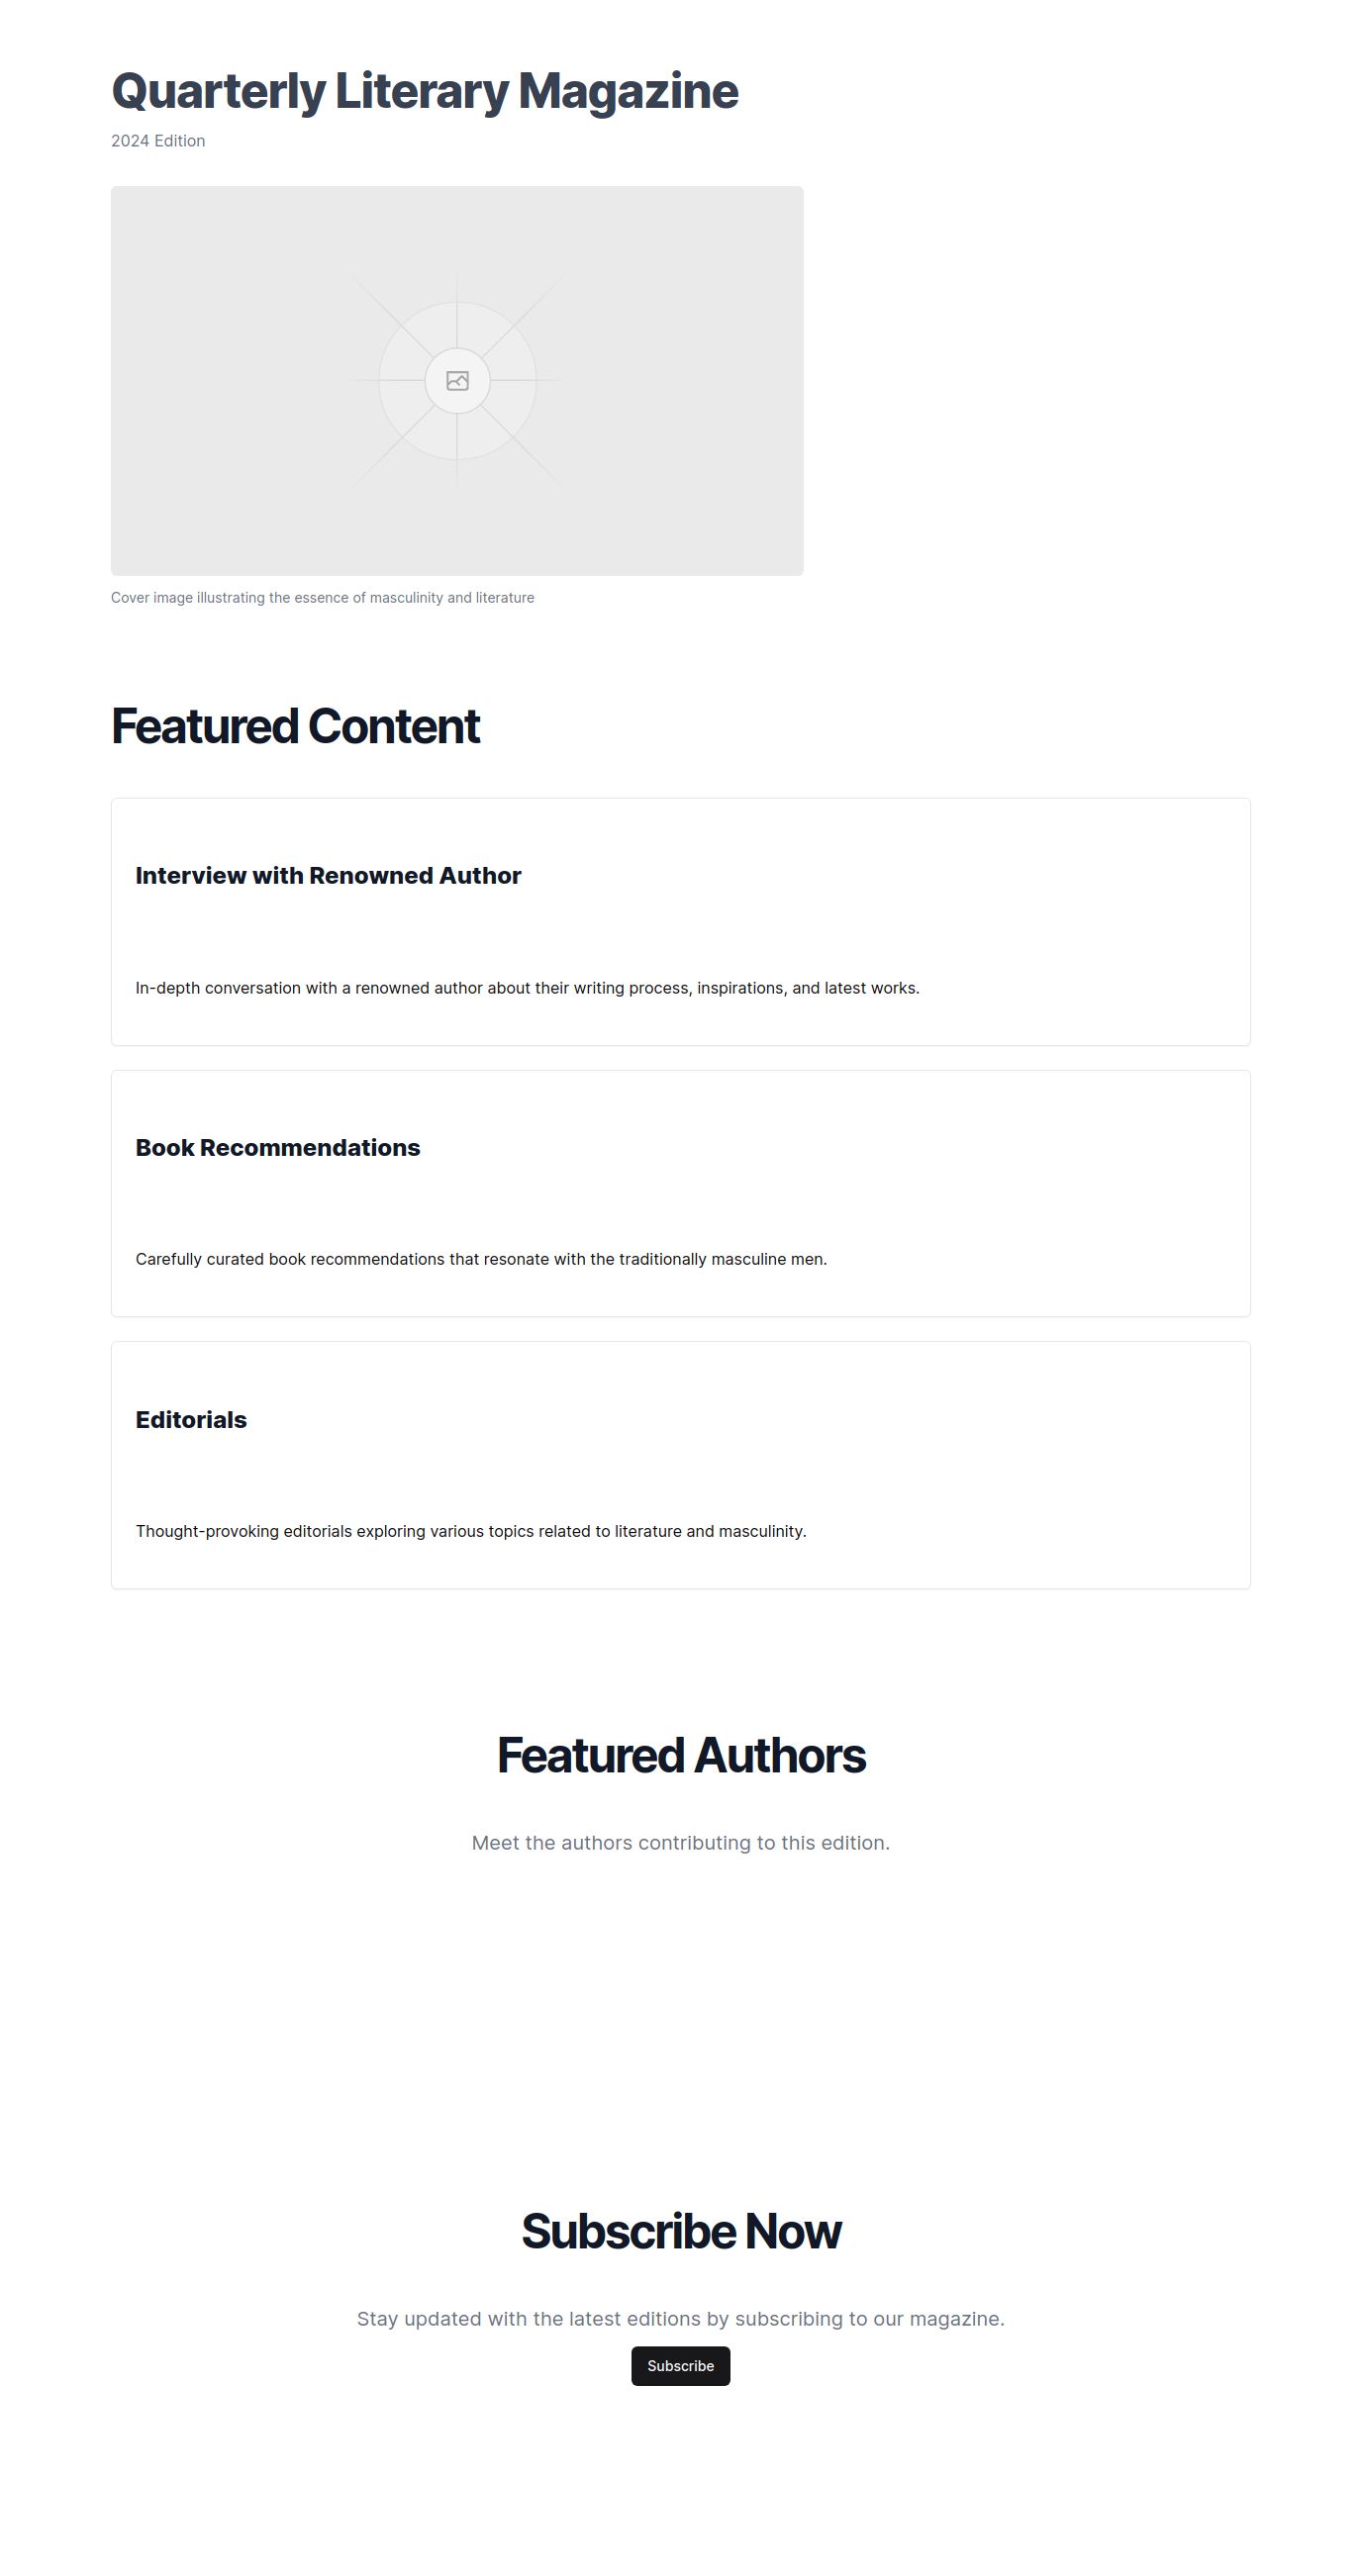 Quarterly Literary Magazine
2024 Edition
Cover image illustrating the essence of masculinity and literature
Featured Content
Interview with Renowned Author
In-depth conversation with a renowned author about their writing process, inspirations, and latest works.
Book Recommendations
Carefully curated book recommendations that resonate with the traditionally masculine men.
Editorials
Thought-provoking editorials exploring various topics related to literature and masculinity.
Featured Authors
Meet the authors contributing to this edition.
Subscribe Now
Stay updated with the latest editions by subscribing to our magazine.
Subscribe